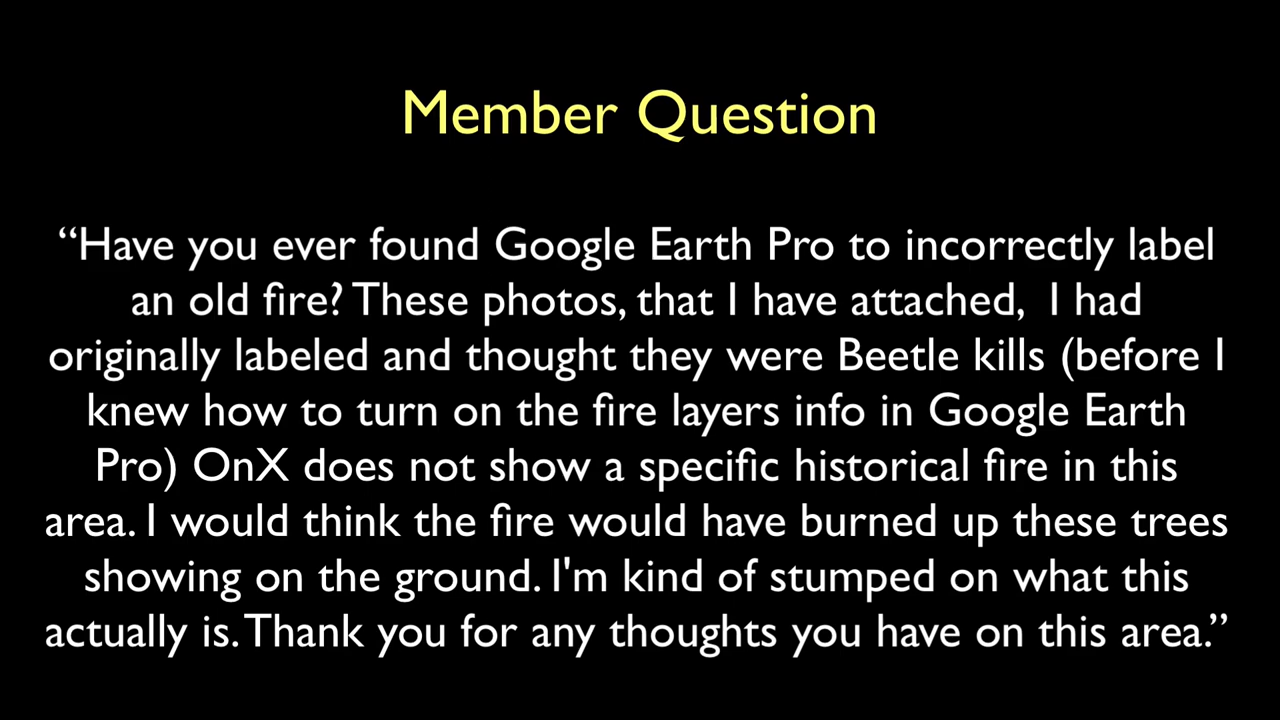 Member Question
“Have you ever found Google Earth Pro to incorrectly label
an old fire? These photos, that I have attached,  I had
originally labeled and thought they were Beetle kills (before I
knew how to turn on the fire layers info in Google Earth
Pro) OnX does not show a specific historical fire in this
area. I would think the fire would have burned up these trees
showing on the ground. I'm kind of stumped on what this
actually is. Thank you for any thoughts you have on this area.”